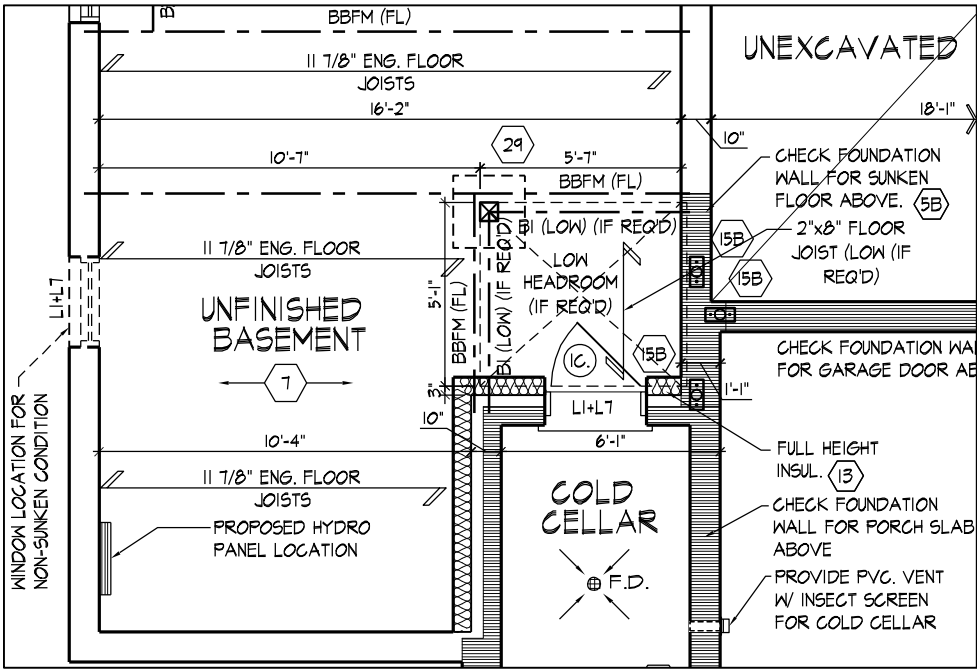 BBFM (FL)
UNEXCAVATED
11 7/8" ENG. FLOOR
JOISTS
16'-2"
18'-1"
10"
10'-7"
29
5'-7"
BBFM (FL)
CHECK FOUNDATION
WALL FOR SUNKEN
FLOOR ABOVE.
5B
B1 (LOW) (IF REQ'D)
15B
2"x8" FLOOR
JOIST (LOW (IF
REQ'D)
15B
11 7/8" ENG. FLOOR
JOISTS
LOW
HEADROOM
(IF REQ'D)
5'-1"
BBFM (FL)
B1 (LOW) (IF REQ'D)
L1+L7
UNFINISHED
BASEMENT
7
1C.
15B
CHECK FOUNDATION WA
FOR GARAGE DOOR AB
3"
1'-1"
L1+L7
10"
10'-4"
6'-1"
WINDOW LOCATION FOR
NON-SUNKEN CONDITION
FULL HEIGHT
INSUL.
13
11 7/8" ENG. FLOOR
JOISTS
COLD
CELLAR
PROPOSED HYDRO
PANEL LOCATION
CHECK FOUNDATION
WALL FOR PORCH SLAB
ABOVE
F.D.
PROVIDE PVC. VENT
W/ INSECT SCREEN
FOR COLD CELLAR